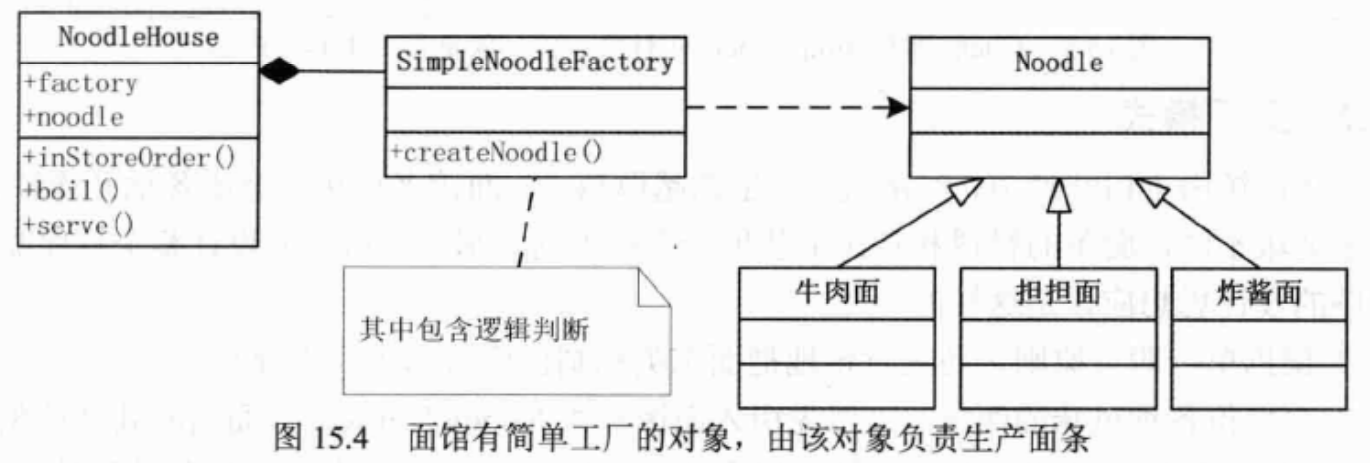 NoodleHouse
+factory
+noodle
+inStoreOrder()
+boil()
+serve()
SimpleNoodleFactory
+createNoodle()
Noodle
牛肉面
担担面
炸酱面
其中包含逻辑判断
图 15.4 面馆有简单工厂的对象，由该对象负责生产面条